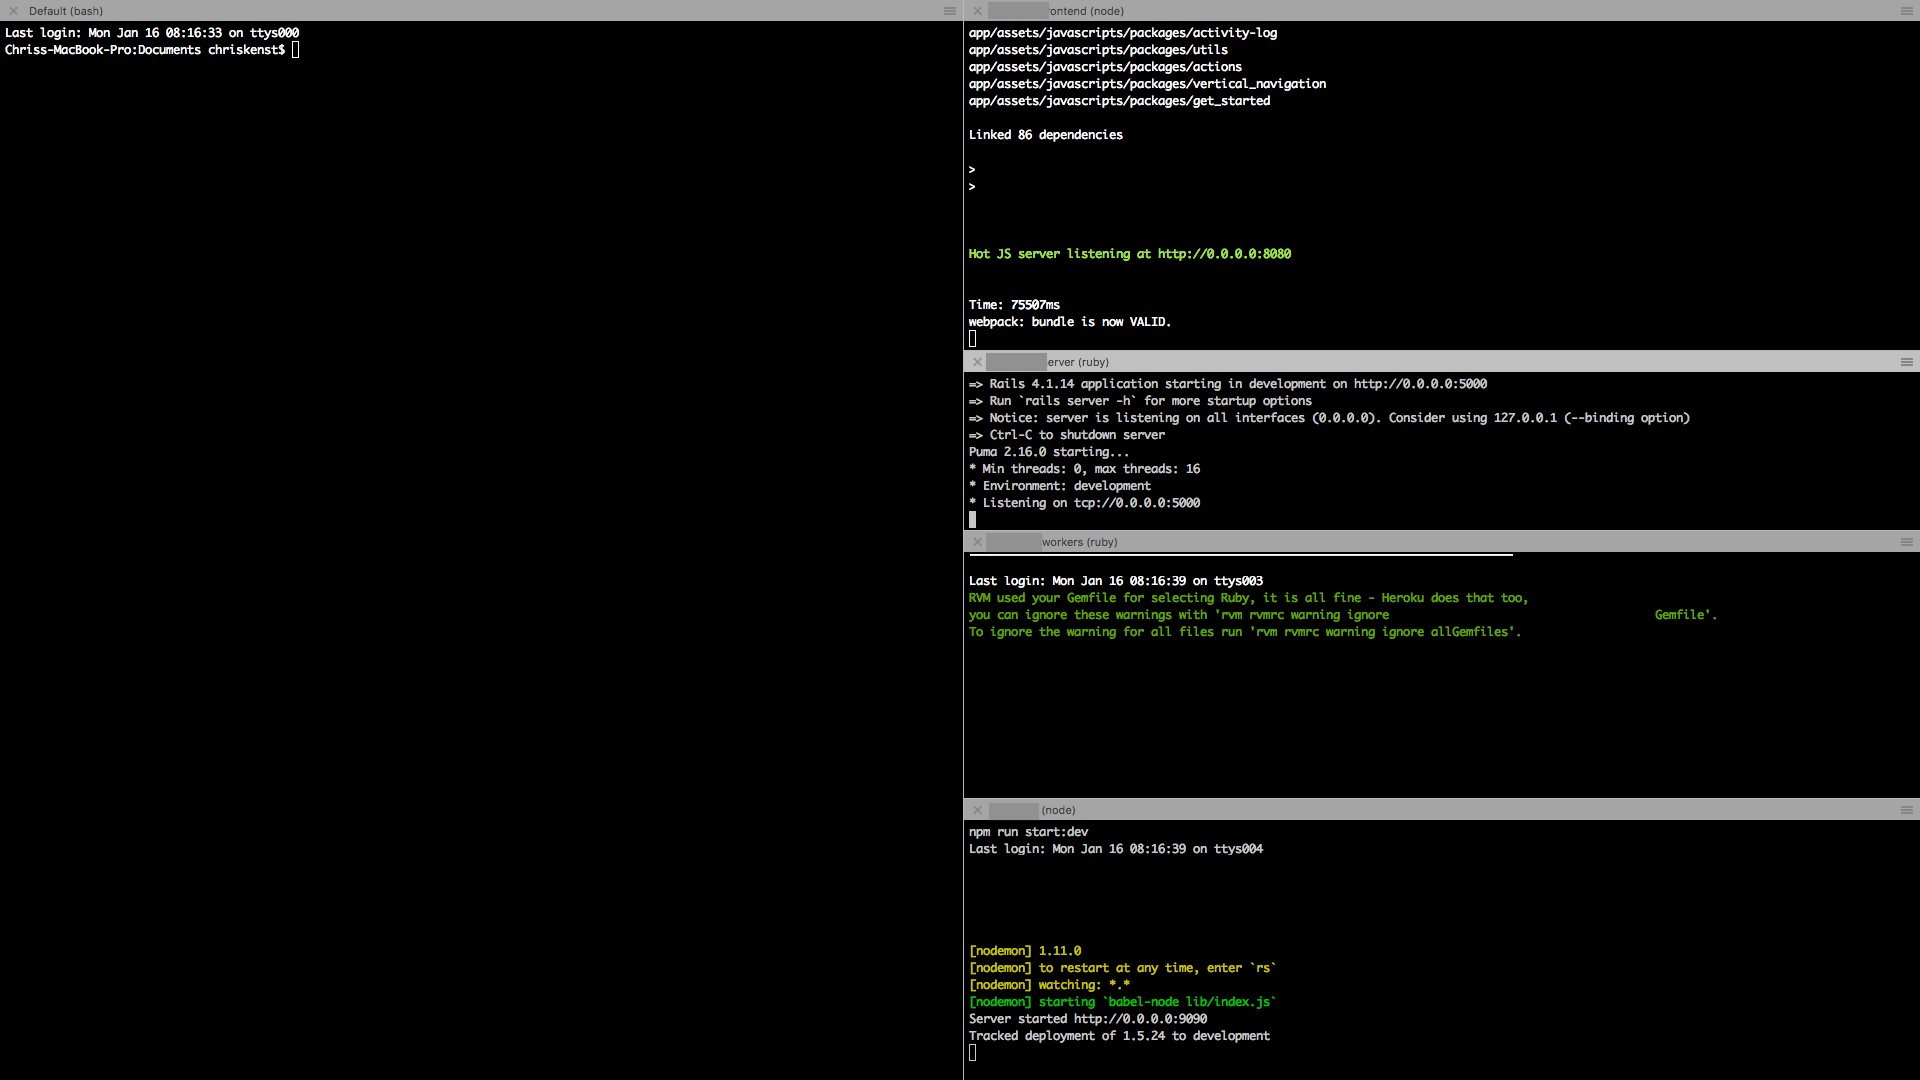 Default (bash)
Last login: Mon Jan 16 08:16:33 on ttys000
Chriss-MacBook-Pro:Documents chriskenst$
ontend (node)
app/assets/javascripts/packages/activity-log
app/assets/javascripts/packages/utils
app/assets/javascripts/packages/actions
app/assets/javascripts/packages/vertical_navigation
app/assets/javascripts/packages/get_started
Linked 86 dependencies
>
>
Hot JS server listening at http://0.0.0.0:8080
Time: 75507ms
webpack: bundle is now VALID.
erver (ruby)
=> Rails 4.1.14 application starting in development on http://0.0.0.0:5000
=> Run `rails server -h` for more startup options
=> Notice: server is listening on all interfaces (0.0.0.0). Consider using 127.0.0.1 (--binding option)
=> Ctrl-C to shutdown server
Puma 2.16.0 starting...
* Min threads: 0, max threads: 16
* Environment: development
* Listening on tcp://0.0.0.0:5000
workers (ruby)
Last login: Mon Jan 16 08:16:39 on ttys003
RVM used your Gemfile for selecting Ruby, it is all fine - Heroku does that too,
you can ignore these warnings with 'rvm rvmrc warning ignore Gemfile'.
To ignore the warning for all files run 'rvm rvmrc warning ignore allGemfiles'.
(node)
npm run start:dev
Last login: Mon Jan 16 08:16:39 on ttys004
[nodemon] 1.11.0
[nodemon] to restart at any time, enter `rs`
[nodemon] watching: *.*
[nodemon] starting `babel-node lib/index.js`
Server started http://0.0.0.0:9090
Tracked deployment of 1.5.24 to development